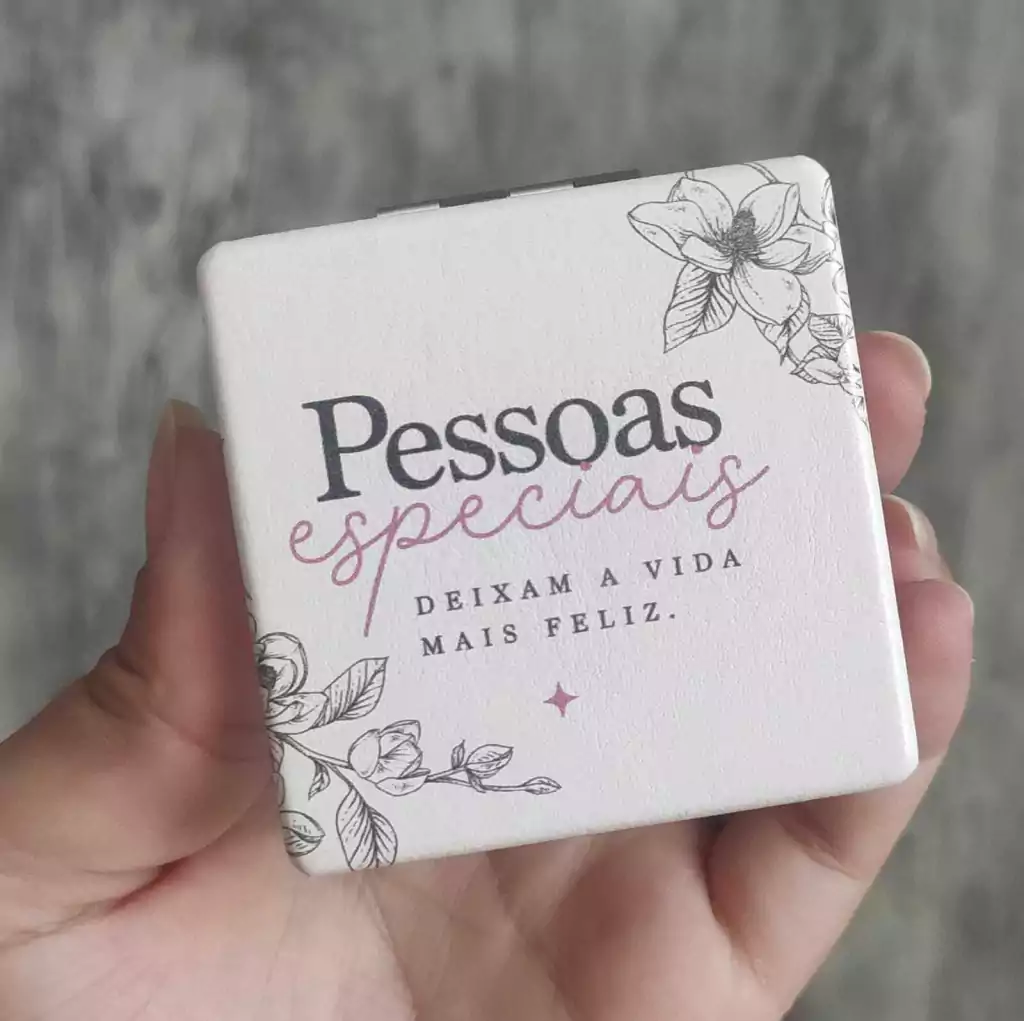 Pessoas
especiais
DEIXAM A VIDA
MAIS FELIZ.